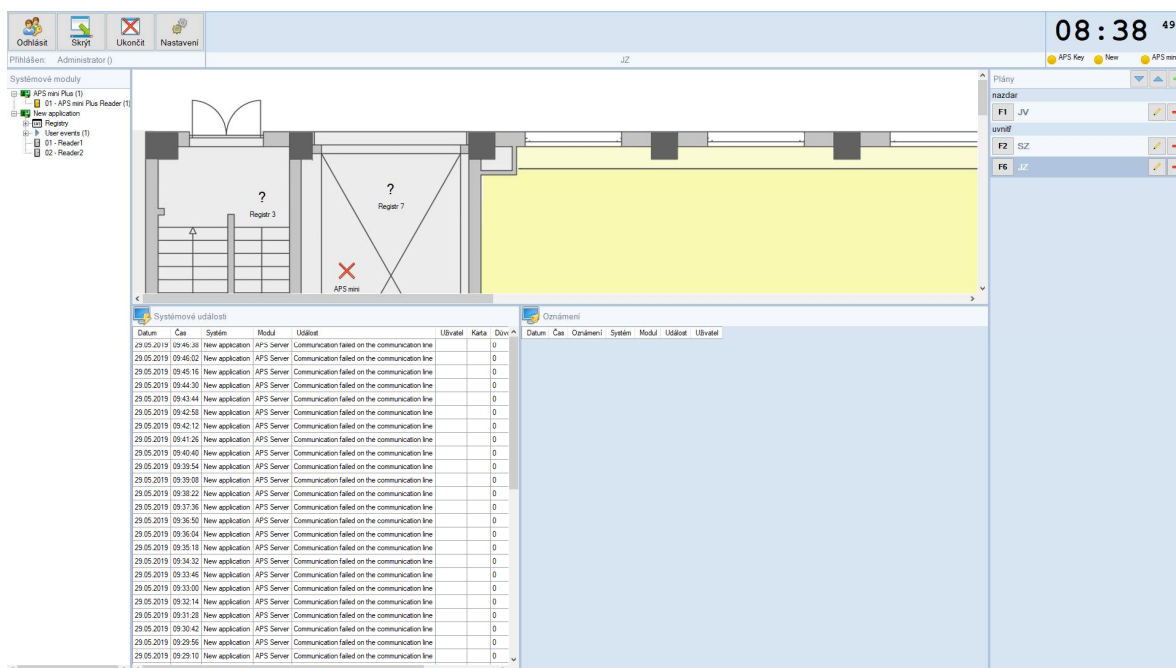 Odhlásit Skrýt Ukončit Nastavení
08:38 49
Přihlášen: Administrator ()
JZ
APS Key New APS mini
Systémové moduly
APS mini Plus (1)
01 - APS mini Plus Reader (1)
New application
Registry
User events (1)
01 - Reader1
02 - Reader2
?
Registr 3
?
Registr 7
APS mini
Plány
nazdar
F1 JV
uvnitř
F2 SZ
F6 JZ
Systémové události
Datum Čas Systém Modul Událost Uživatel Karta Důvo
29.05.2019 09:46:38 New application APS Server Communication failed on the communication line 0
29.05.2019 09:46:02 New application APS Server Communication failed on the communication line 0
29.05.2019 09:45:16 New application APS Server Communication failed on the communication line 0
29.05.2019 09:44:30 New application APS Server Communication failed on the communication line 0
29.05.2019 09:43:44 New application APS Server Communication failed on the communication line 0
29.05.2019 09:42:58 New application APS Server Communication failed on the communication line 0
29.05.2019 09:42:12 New application APS Server Communication failed on the communication line 0
29.05.2019 09:41:26 New application APS Server Communication failed on the communication line 0
29.05.2019 09:40:40 New application APS Server Communication failed on the communication line 0
29.05.2019 09:39:54 New application APS Server Communication failed on the communication line 0
29.05.2019 09:39:08 New application APS Server Communication failed on the communication line 0
29.05.2019 09:38:22 New application APS Server Communication failed on the communication line 0
29.05.2019 09:37:36 New application APS Server Communication failed on the communication line 0
29.05.2019 09:36:50 New application APS Server Communication failed on the communication line 0
29.05.2019 09:36:04 New application APS Server Communication failed on the communication line 0
29.05.2019 09:35:18 New application APS Server Communication failed on the communication line 0
29.05.2019 09:34:32 New application APS Server Communication failed on the communication line 0
29.05.2019 09:33:46 New application APS Server Communication failed on the communication line 0
29.05.2019 09:33:00 New application APS Server Communication failed on the communication line 0
29.05.2019 09:32:14 New application APS Server Communication failed on the communication line 0
29.05.2019 09:31:28 New application APS Server Communication failed on the communication line 0
29.05.2019 09:30:42 New application APS Server Communication failed on the communication line 0
29.05.2019 09:29:56 New application APS Server Communication failed on the communication line 0
29.05.2019 09:29:10 New application APS Server Communication failed on the communication line 0
Oznámení
Datum Čas Oznámení Systém Modul Událost Uživatel